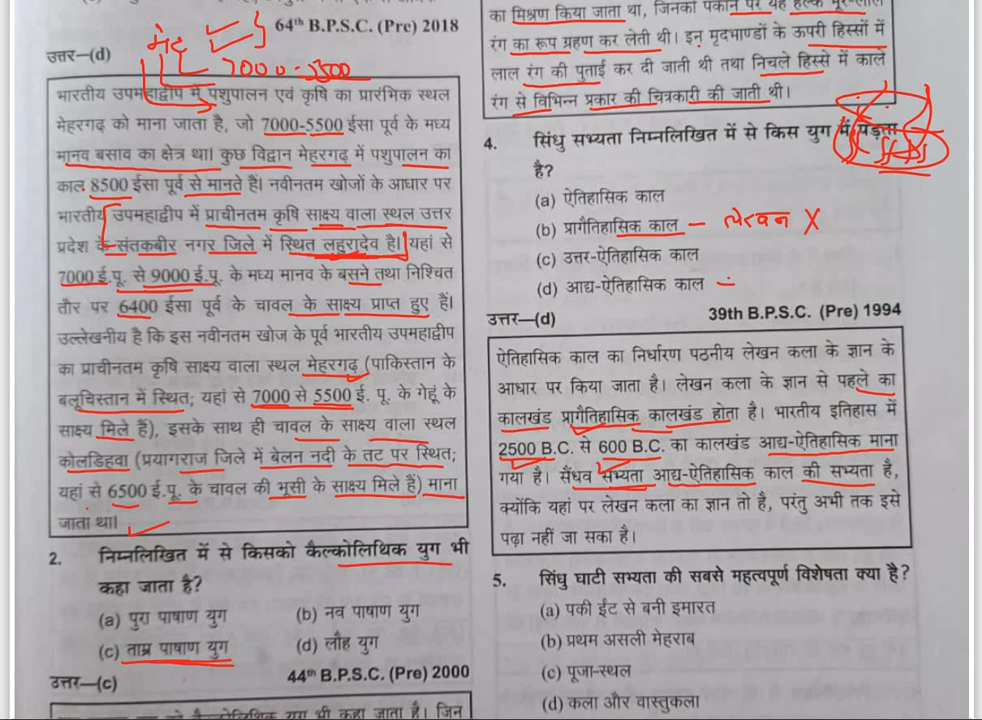 64th B.P.S.C. (Pre) 2018
उत्तर—(d)
7000-5500
भारतीय उपमहाद्वीप में पशुपालन एवं कृषि का प्रारंभिक स्थल
मेहरगढ़ को माना जाता है, जो 7000-5500 ईसा पूर्व के मध्य
मानव बसाव का क्षेत्र था। कुछ विद्वान मेहरगढ़ में पशुपालन का
काल 8500 ईसा पूर्व से मानते हैं। नवीनतम खोजों के आधार पर
भारतीय उपमहाद्वीप में प्राचीनतम कृषि साक्ष्य वाला स्थल उत्तर
प्रदेश के संतकबीर नगर जिले में स्थित लहुरादेव है। यहां से
7000 ई.पू. से 9000 ई.पू. के मध्य मानव के बसने तथा निश्चित
तौर पर 6400 ईसा पूर्व के चावल के साक्ष्य प्राप्त हुए हैं।
उल्लेखनीय है कि इस नवीनतम खोज के पूर्व भारतीय उपमहाद्वीप
का प्राचीनतम कृषि साक्ष्य वाला स्थल मेहरगढ़ (पाकिस्तान के
बलूचिस्तान में स्थित; यहां से 7000 से 5500 ई. पू. के गेहूं के
साक्ष्य मिले हैं), इसके साथ ही चावल के साक्ष्य वाला स्थल
कोलडिहवा (प्रयागराज जिले में बेलन नदी के तट पर स्थित;
यहां से 6500 ई.पू. के चावल की भूसी के साक्ष्य मिले हैं) माना
जाता था।
2. निम्नलिखित में से किसको कैल्कोलिथिक युग भी
कहा जाता है?
(a) पुरा पाषाण युग (b) नव पाषाण युग
(c) ताम्र पाषाण युग (d) लौह युग
44th B.P.S.C. (Pre) 2000
उत्तर—(c)
का मिश्रण किया जाता था, जिनको पकाने पर यह हल्के भूरे-लाल
रंग का रूप ग्रहण कर लेती थी। इन मृदभाण्डों के ऊपरी हिस्सों में
लाल रंग की पुताई कर दी जाती थी तथा निचले हिस्से में काले
रंग से विभिन्न प्रकार की चित्रकारी की जाती थी।
4. सिंधु सभ्यता निम्नलिखित में से किस युग में पड़ता
है?
(a) ऐतिहासिक काल
(b) प्रागैतिहासिक काल – लेखन X
(c) उत्तर-ऐतिहासिक काल
(d) आद्य-ऐतिहासिक काल
39th B.P.S.C. (Pre) 1994
उत्तर—(d)
ऐतिहासिक काल का निर्धारण पठनीय लेखन कला के ज्ञान के
आधार पर किया जाता है। लेखन कला के ज्ञान से पहले का
कालखंड प्रागैतिहासिक कालखंड होता है। भारतीय इतिहास में
2500 B.C. से 600 B.C. का कालखंड आद्य-ऐतिहासिक माना
गया है। सैंधव सभ्यता आद्य-ऐतिहासिक काल की सभ्यता है,
क्योंकि यहां पर लेखन कला का ज्ञान तो है, परंतु अभी तक इसे
पढ़ा नहीं जा सका है।
5. सिंधु घाटी सभ्यता की सबसे महत्वपूर्ण विशेषता क्या है?
(a) पकी ईंट से बनी इमारत
(b) प्रथम असली मेहराब
(c) पूजा-स्थल
(d) कला और वास्तुकला